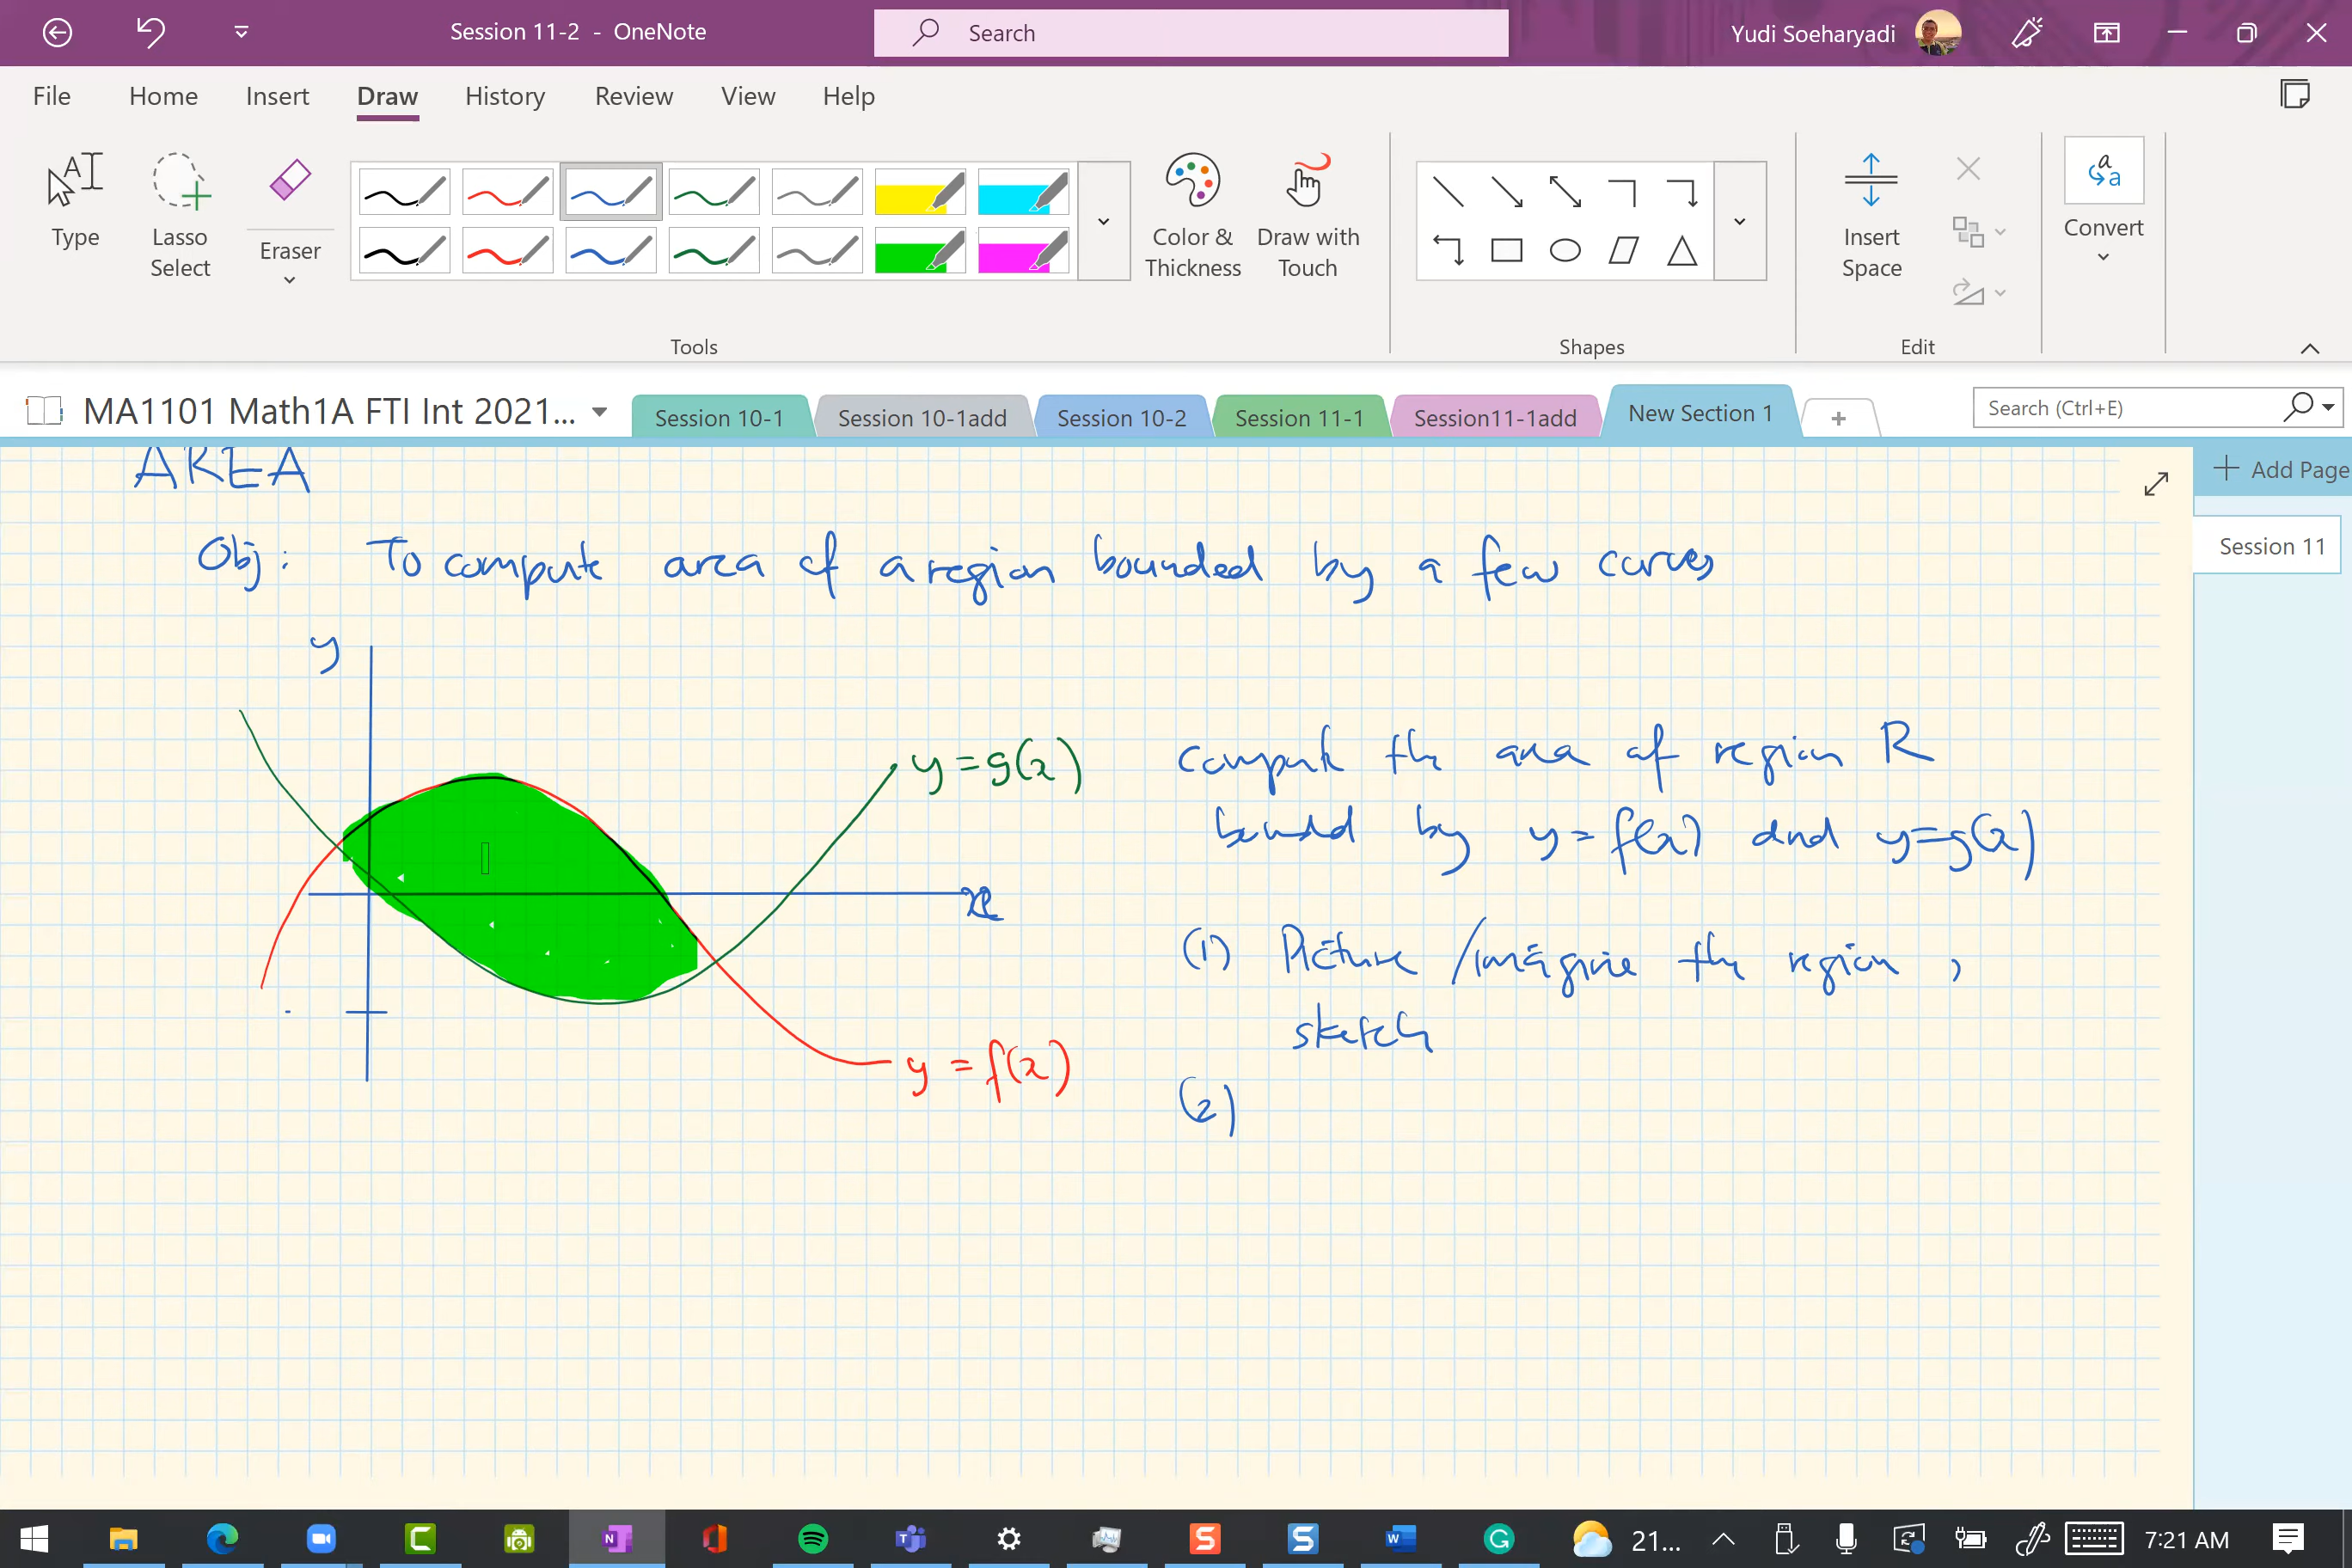 Session 11-2 - OneNote
Search
Yudi Soeharyadi
File Home Insert Draw History Review View Help
Type
Lasso Select
Eraser
Color & Thickness
Draw with Touch
Insert Space
Convert
Tools
Shapes
Edit
MA1101 Math1A FTI Int 2021...
Session 10-1
Session 10-1add
Session 10-2
Session 11-1
Session11-1add
New Section 1
Search (Ctrl+E)
Add Page
Session 11
AREA
Obj: To compute area of a region bounded by a few curves
y
y = g(x)
x
y = f(x)
compute the area of region R
bounded by y = f(x) and y = g(x)
(1) Picture / imagine the region,
sketch
(2)
21...
7:21 AM